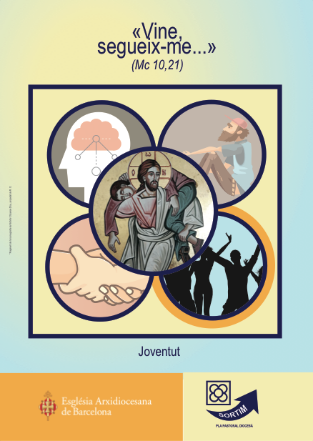 «Vine,
segueix-me...»
(Mc 10,21)
Joventut
Església Arxidiocesana
de Barcelona
SORTIM
PLA PASTORAL DIOCESÀ